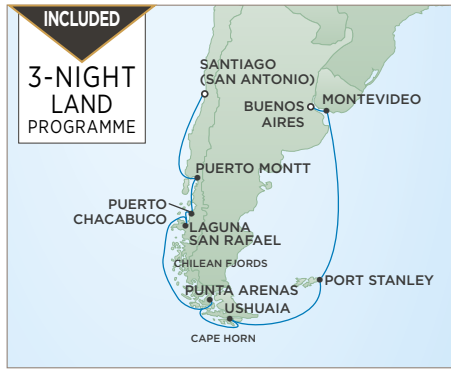 INCLUDED
3-NIGHT
LAND
PROGRAMME
SANTIAGO
(SAN ANTONIO)
BUENOS
AIRES
MONTEVIDEO
PUERTO MONTT
PUERTO
CHACABUCO
LAGUNA
SAN RAFAEL
CHILEAN FJORDS
PUNTA ARENAS
USHUAIA
PORT STANLEY
CAPE HORN